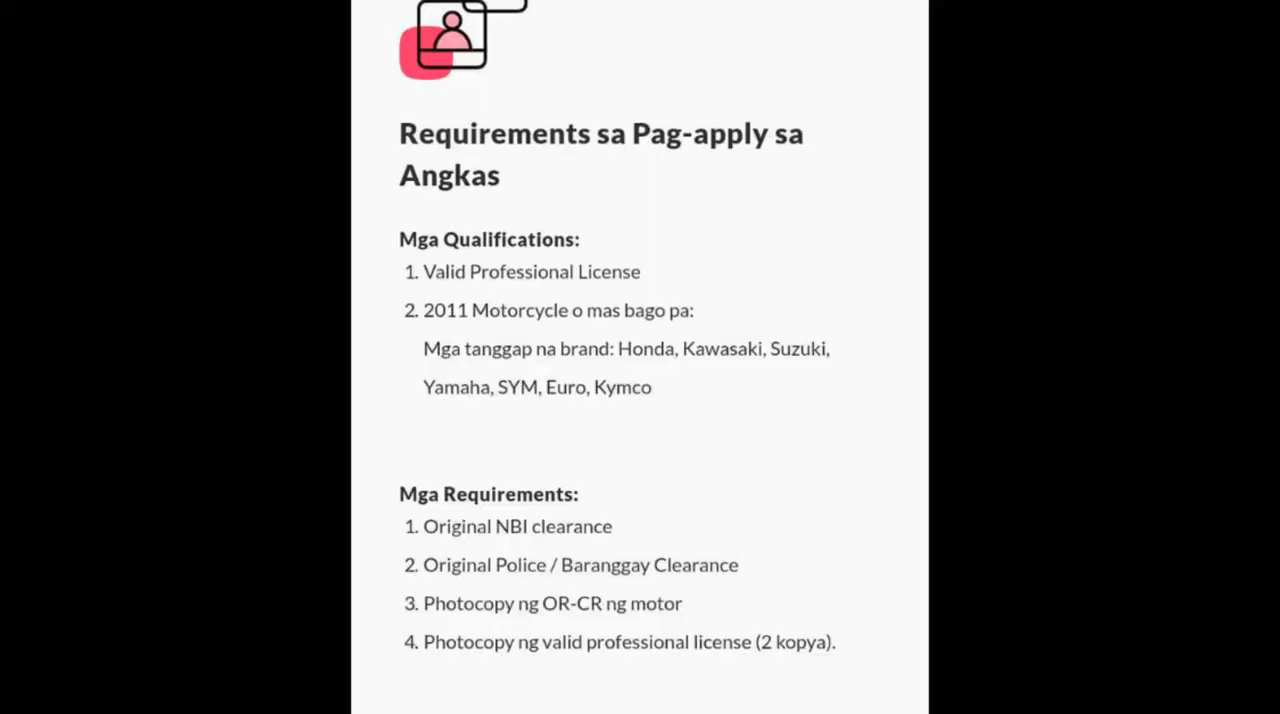 Requirements sa Pag-apply sa
Angkas
Mga Qualifications:
1. Valid Professional License
2. 2011 Motorcycle o mas bago pa:
Mga tanggap na brand: Honda, Kawasaki, Suzuki,
Yamaha, SYM, Euro, Kymco
Mga Requirements:
1. Original NBI clearance
2. Original Police / Baranggay Clearance
3. Photocopy ng OR-CR ng motor
4. Photocopy ng valid professional license (2 kopya).